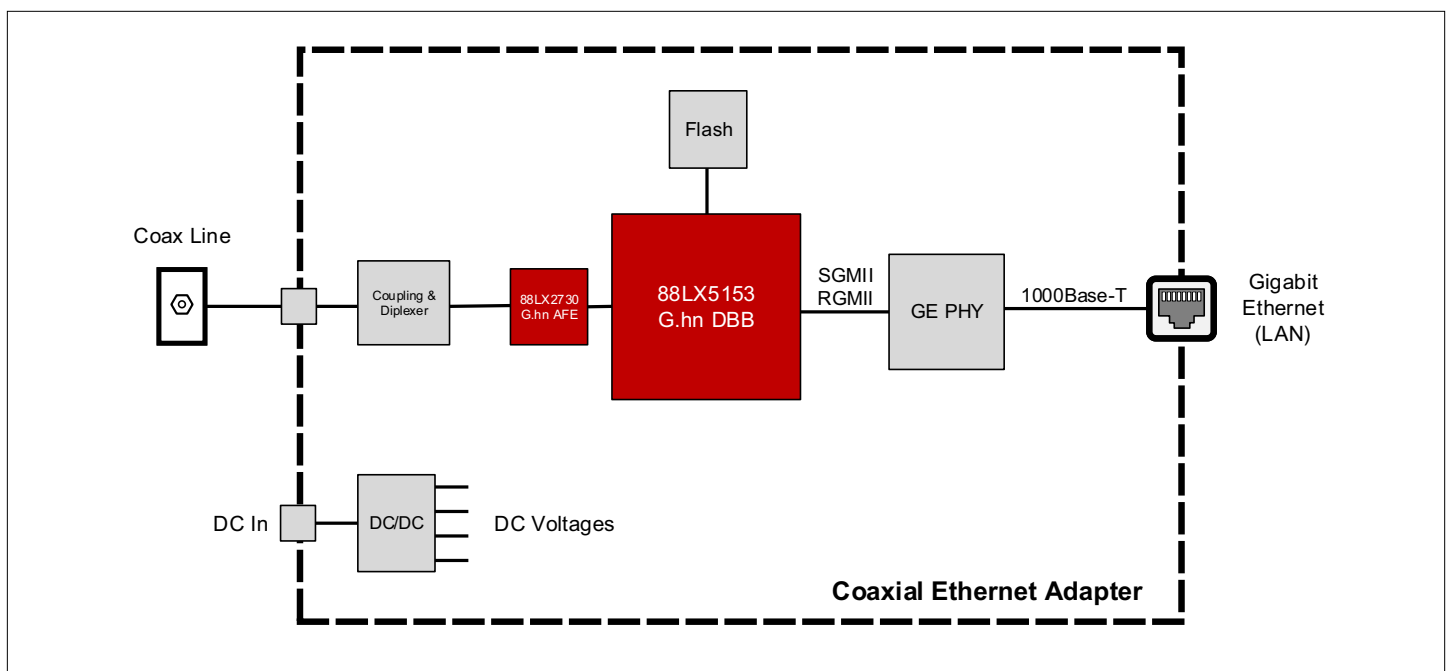 Flash
Coax Line
Coupling &
Diplexer
88LX2730
G.hn AFE
88LX5153
G.hn DBB
SGMII
RGMII
GE PHY
1000Base-T
Gigabit
Ethernet
(LAN)
DC In
DC/DC
DC Voltages
Coaxial Ethernet Adapter